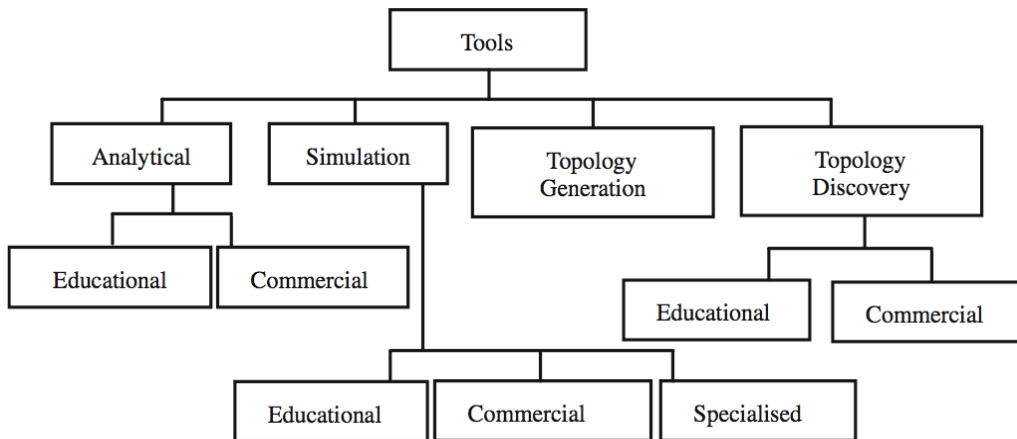 Tools
Analytical
Simulation
Topology
Generation
Topology
Discovery
Educational
Commercial
Educational
Commercial
Educational
Commercial
Specialised